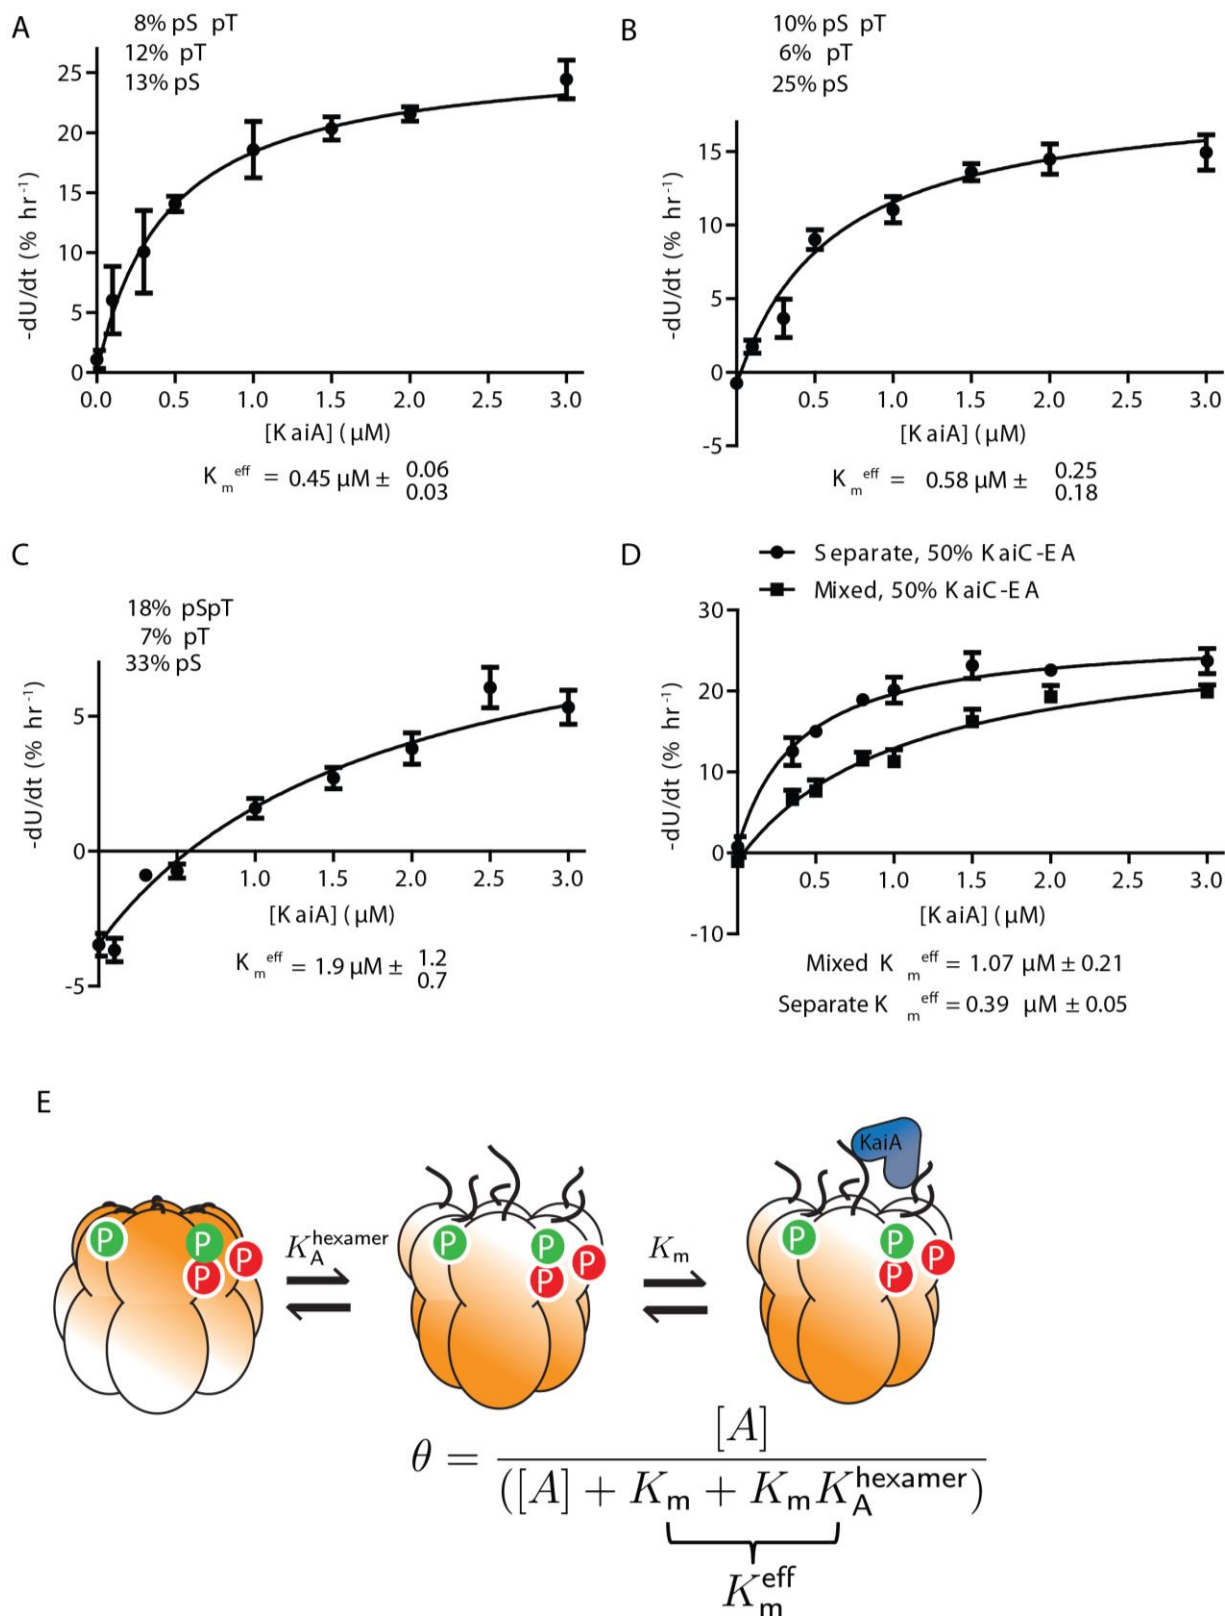 A
8% pS pT
12% pT
13% pS
25
20
15
10
5
0
0.0 0.5 1.0 1.5 2.0 2.5 3.0
-dU/dt (% hr⁻¹)
[KaiA] (µM)
K_m^eff = 0.45 µM ± 0.06 0.03
B
10% pS pT
6% pT
25% pS
15
10
5
0
-5
0.5 1.0 1.5 2.0 2.5 3.0
-dU/dt (% hr⁻¹)
[KaiA] (µM)
K_m^eff = 0.58 µM ± 0.25 0.18
C
18% pSpT
7% pT
33% pS
5
0
-5
0.5 1.0 1.5 2.0 2.5 3.0
-dU/dt (% hr⁻¹)
[KaiA] (µM)
K_m^eff = 1.9 µM ± 1.2 0.7
D
Separate, 50% KaiC-EA
Mixed, 50% KaiC-EA
30
20
10
0
-10
0.5 1.0 1.5 2.0 2.5 3.0
-dU/dt (% hr⁻¹)
[KaiA] (µM)
Mixed K_m^eff = 1.07 µM ± 0.21
Separate K_m^eff = 0.39 µM ± 0.05
E
P P P P
K_A^hexamer
P P P P
K_m
KaiA
P P P P
θ = [A] / ([A] + K_m + K_m K_A^hexamer)
K_m^eff